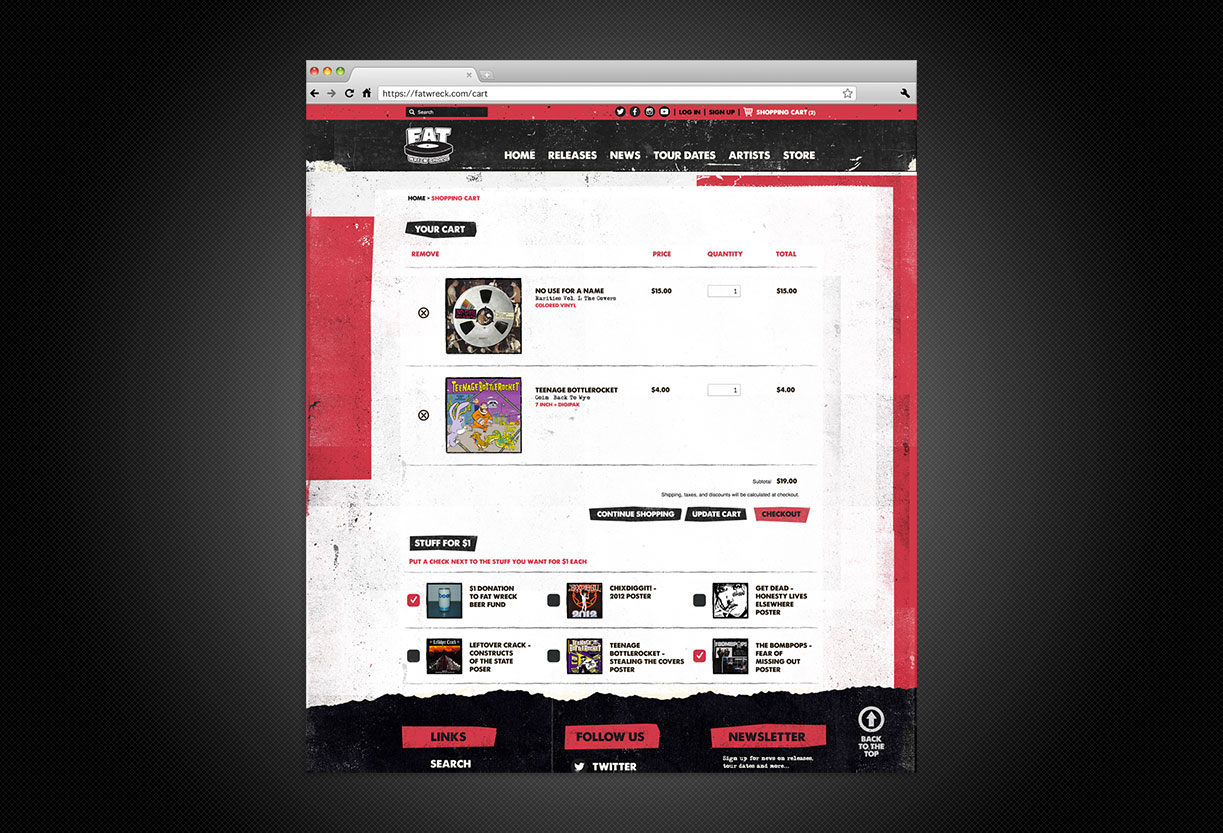 https://fatwreck.com/cart
Search
LOG IN | SIGN UP | SHOPPING CART (2)
FAT
WRECK CHORDS
HOME RELEASES NEWS TOUR DATES ARTISTS STORE
HOME > SHOPPING CART
YOUR CART
REMOVE PRICE QUANTITY TOTAL
NO USE FOR A NAME $15.00 1 $15.00
Rarities Vol. 1: The Covers
COLORED VINYL
TEENAGE BOTTLEROCKET
TEENAGE BOTTLEROCKET $4.00 1 $4.00
Goin Back To Wyo
7 INCH + DIGIPAK
Subtotal $19.00
Shipping, taxes, and discounts will be calculated at checkout.
CONTINUE SHOPPING UPDATE CART CHECKOUT
STUFF FOR $1
PUT A CHECK NEXT TO THE STUFF YOU WANT FOR $1 EACH
$1 DONATION
TO FAT WRECK
BEER FUND
CHIXDIGGIT! -
2012 POSTER
2012
GET DEAD -
HONESTY LIVES
ELSEWHERE
POSTER
LEFTOVER CRACK -
CONSTRUCTS
OF THE STATE
POSER
TEENAGE
BOTTLEROCKET -
STEALING THE COVERS
POSTER
THE BOMBPOPS -
FEAR OF
MISSING OUT
POSTER
LINKS
SEARCH
FOLLOW US
TWITTER
NEWSLETTER
Sign up for news on releases,
tour dates and more...
BACK
TO THE
TOP